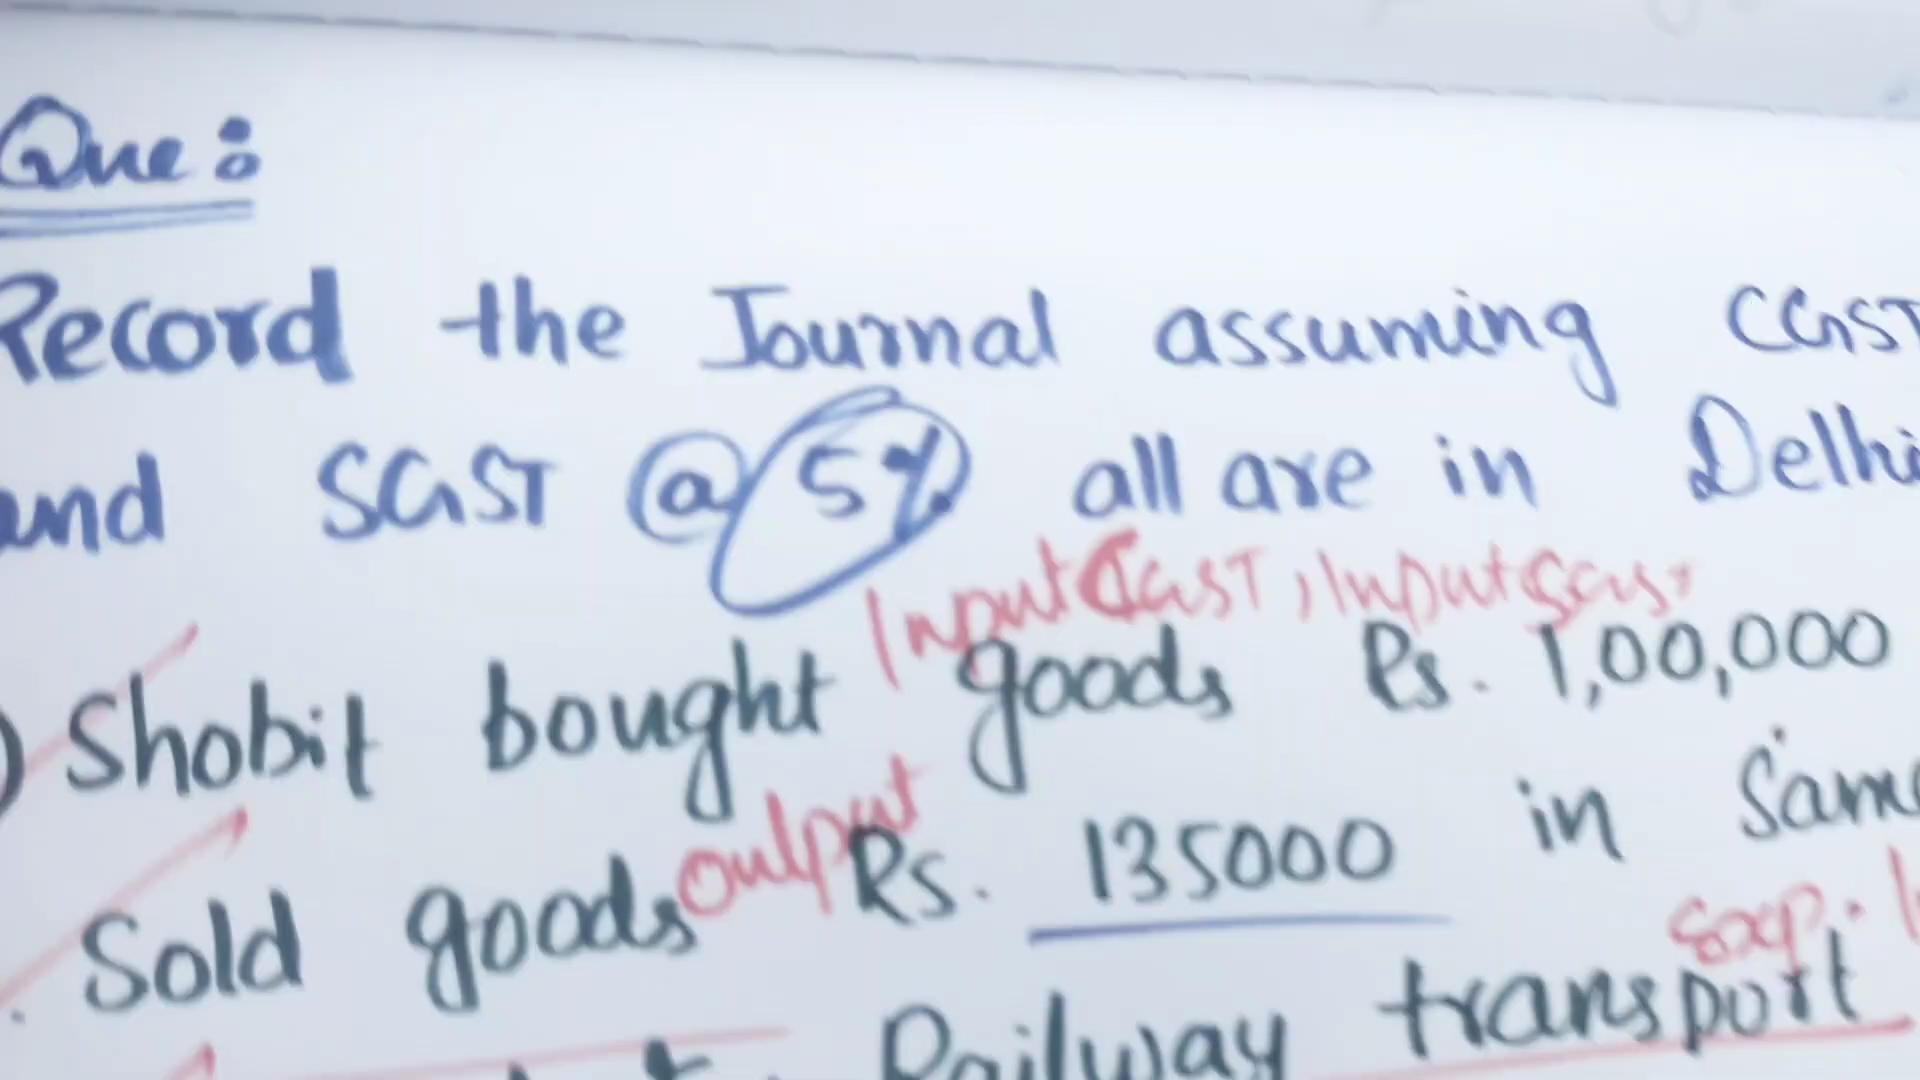 Que:
Record the Journal assuming CGST
and SGST @ 5% all are in Delhi
Input CGST, Input SGST
) Shobit bought goods Rs. 1,00,000
output
. Sold goods Rs. 135000 in Same
Exp.
Railway transport